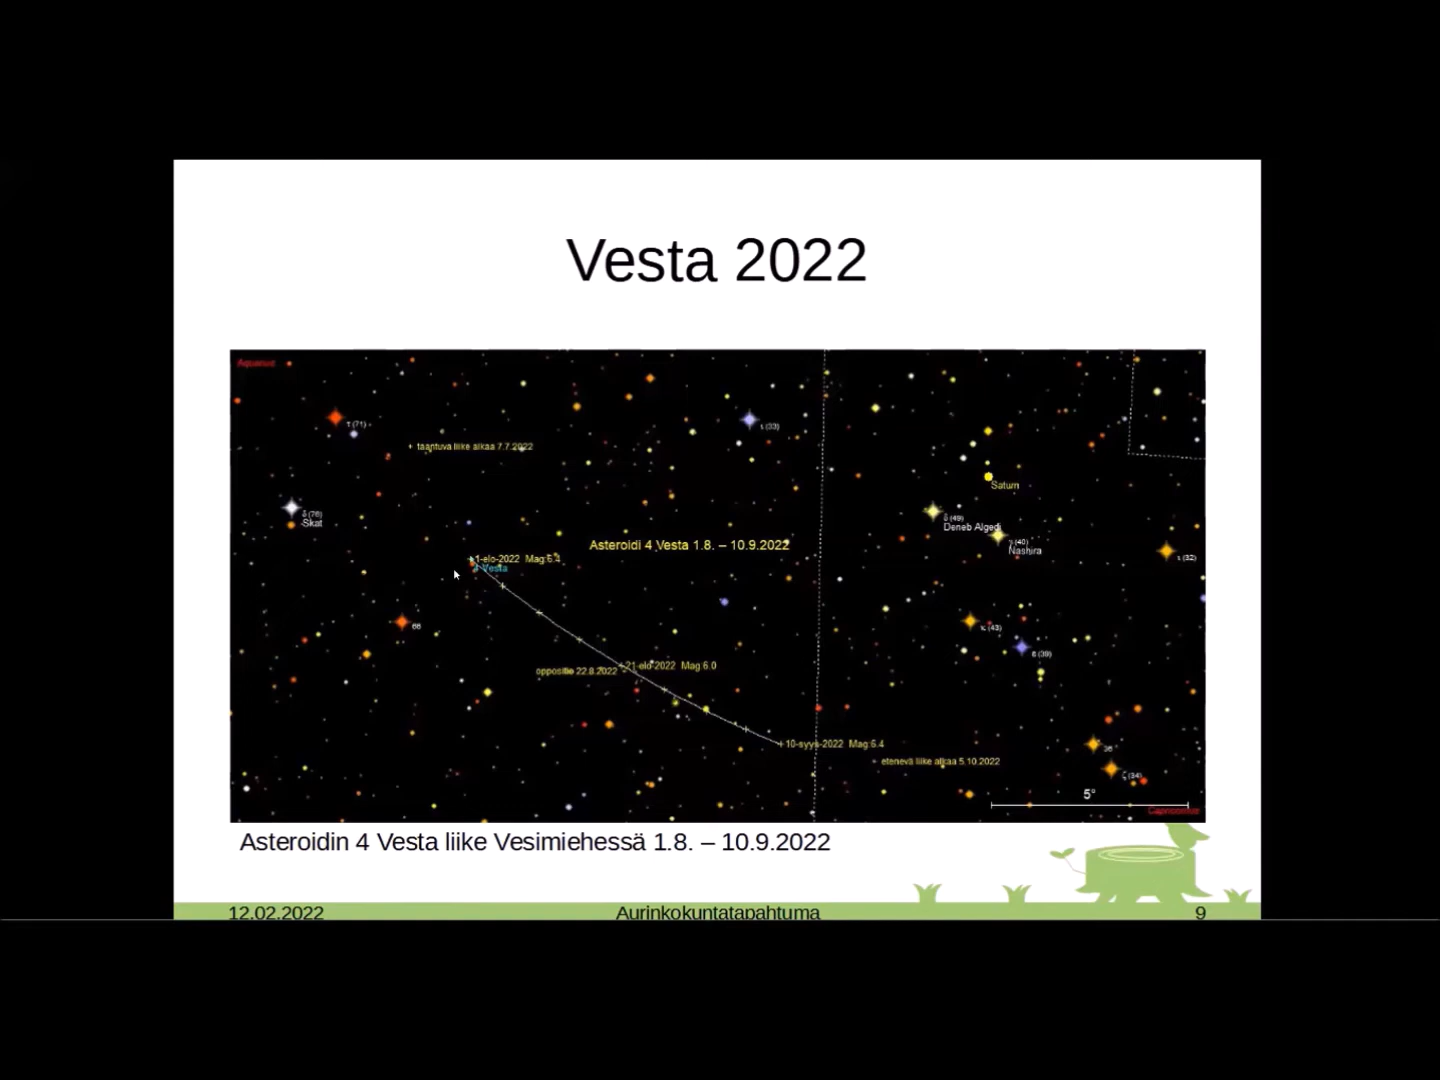 Vesta 2022
Aquarius
τ (71)
ι (33)
taantuva liike alkaa 7.7.2022
Saturn
δ (76)
Skat
δ (49)
Deneb Algedi
γ (40)
Nashira
ι (32)
Asteroidi 4 Vesta 1.8. – 10.9.2022
1-elo-2022 Mag:6.4
4 Vesta
66
κ (43)
ε (39)
21-elo-2022 Mag:6.0
oppositio 22.8.2022
10-syys-2022 Mag:6.4
36
etenevä liike alkaa 5.10.2022
ζ (34)
5°
Capricornus
Asteroidin 4 Vesta liike Vesimiehessä 1.8. – 10.9.2022
12.02.2022
Aurinkokuntatapahtuma
9